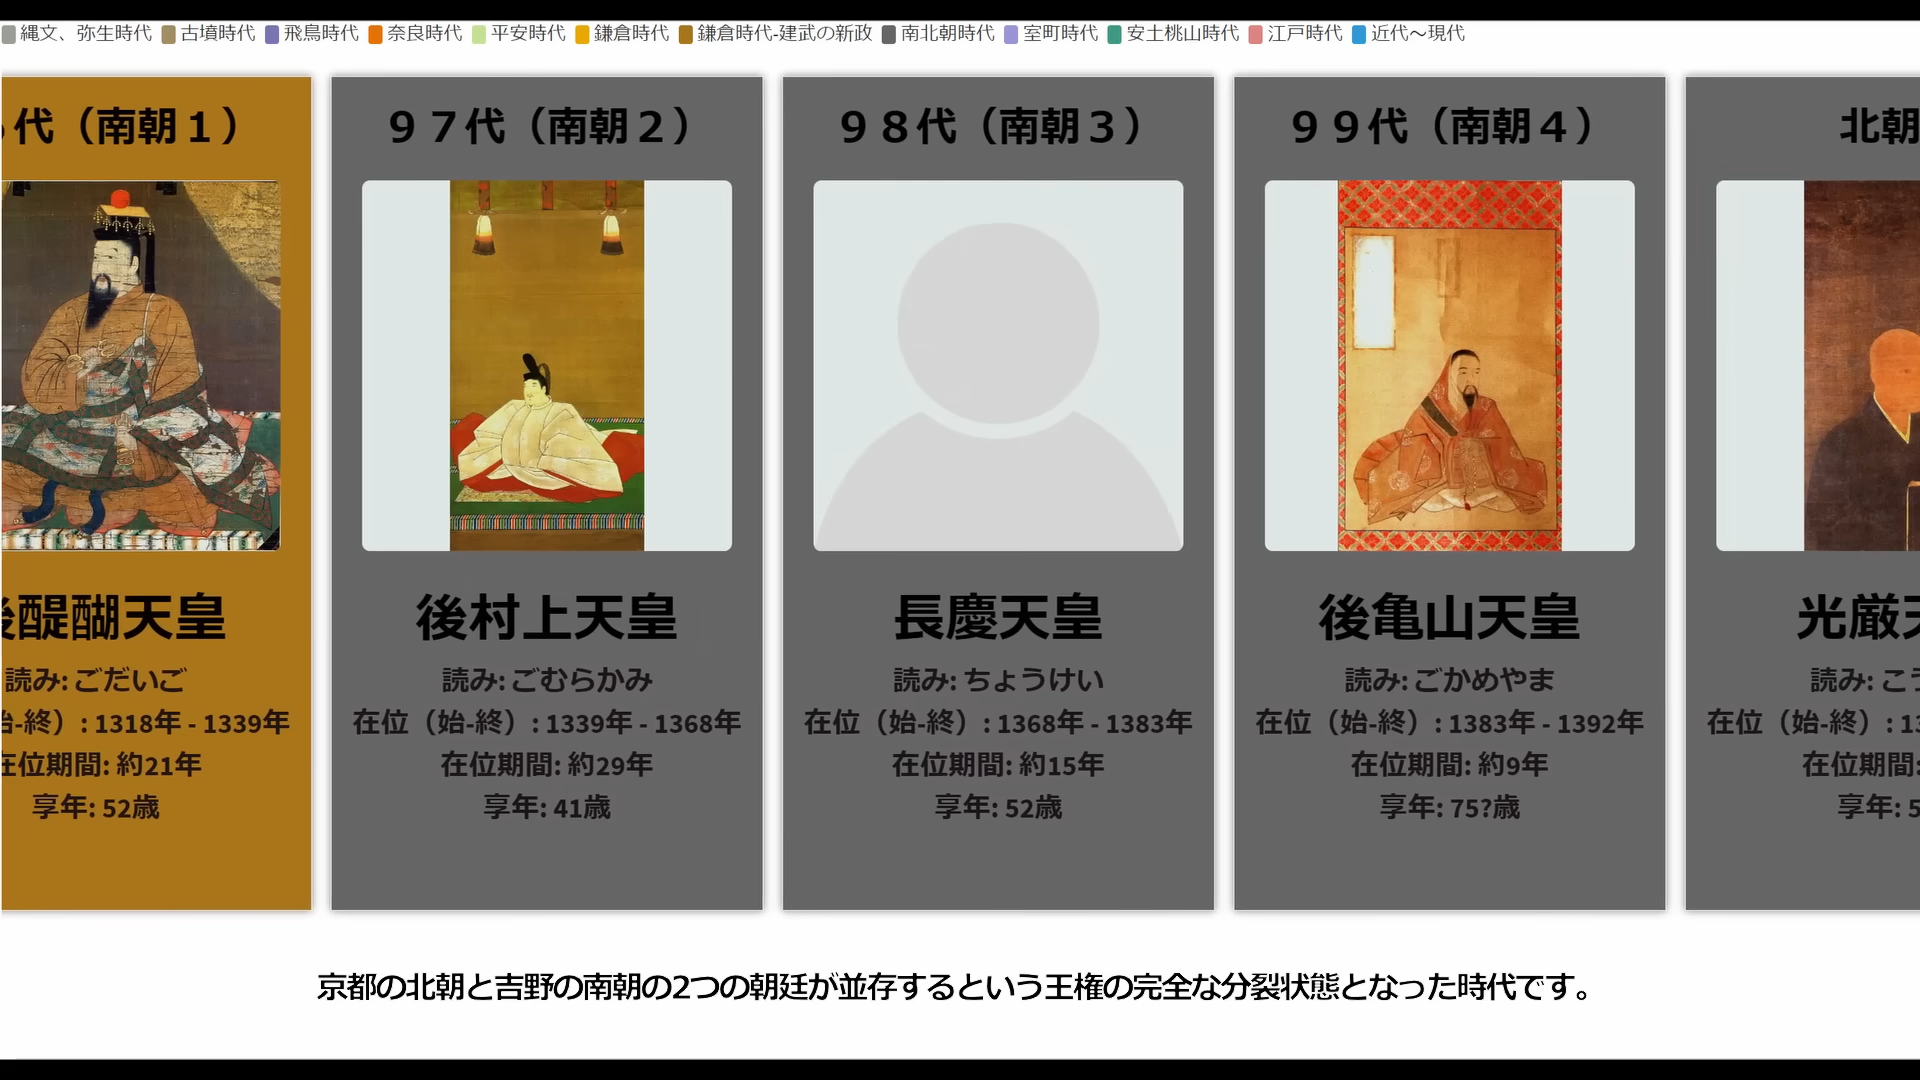 縄文、弥生時代 古墳時代 飛鳥時代 奈良時代 平安時代 鎌倉時代 鎌倉時代-建武の新政 南北朝時代 室町時代 安土桃山時代 江戸時代 近代～現代
代（南朝１）
醍醐天皇
読み: ごだいご
始-終）: 1318年 - 1339年
在位期間: 約21年
享年: 52歳
９７代（南朝２）
後村上天皇
読み: ごむらかみ
在位（始-終）: 1339年 - 1368年
在位期間: 約29年
享年: 41歳
９８代（南朝３）
長慶天皇
読み: ちょうけい
在位（始-終）: 1368年 - 1383年
在位期間: 約15年
享年: 52歳
９９代（南朝４）
後亀山天皇
読み: ごかめやま
在位（始-終）: 1383年 - 1392年
在位期間: 約9年
享年: 75?歳
北朝
光厳天
読み: こう
在位（始-終）: 13
在位期間:
享年: 5
京都の北朝と吉野の南朝の2つの朝廷が並存するという王権の完全な分裂状態となった時代です。